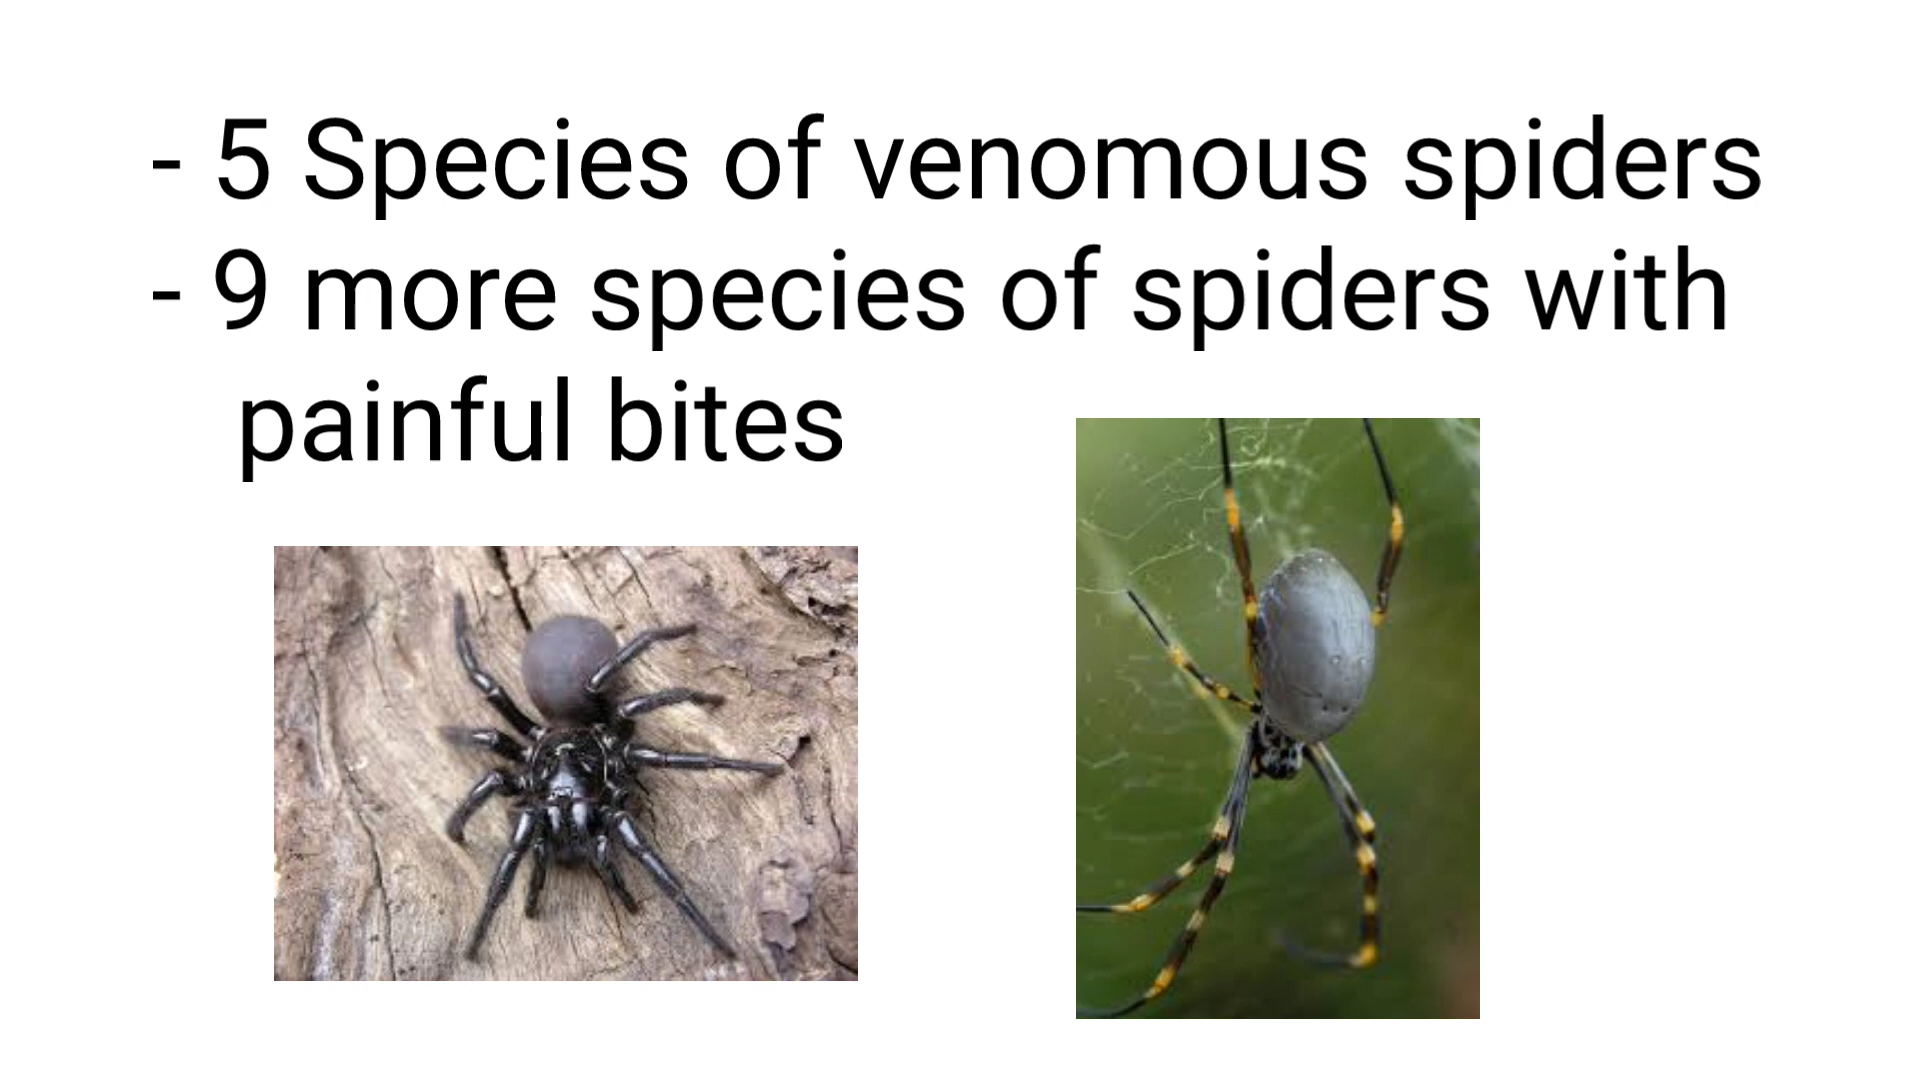 - 5 Species of venomous spiders
- 9 more species of spiders with
painful bites